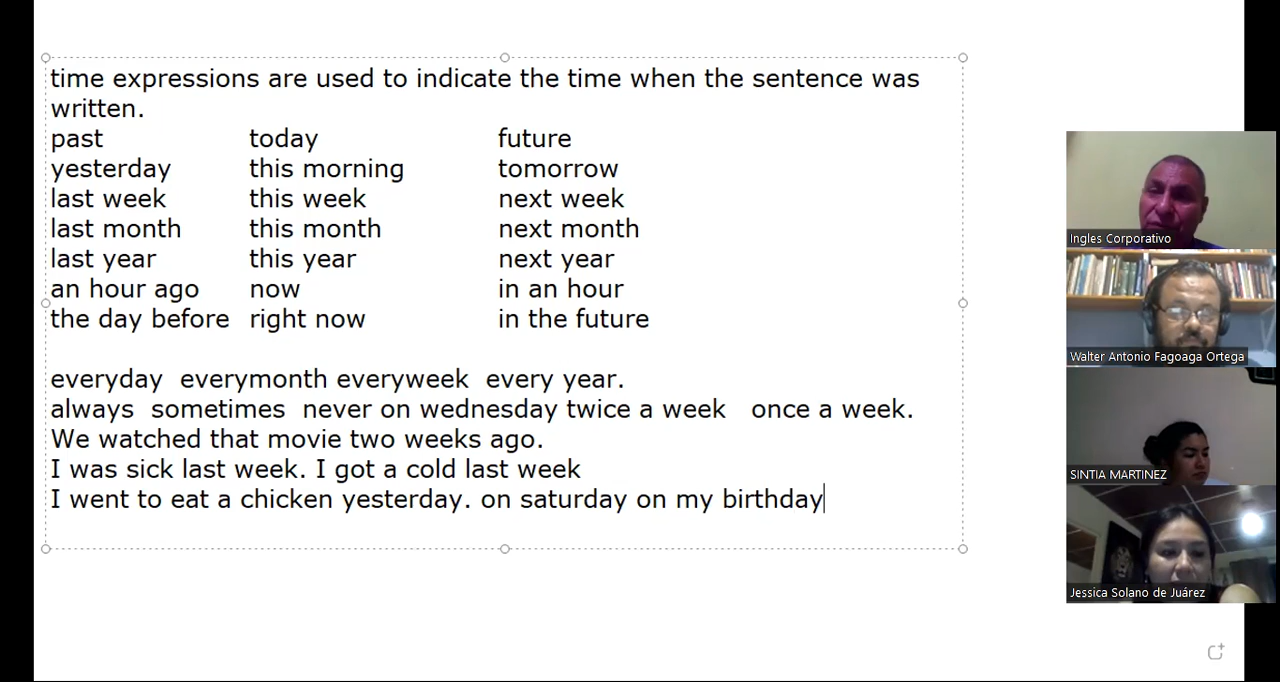 time expressions are used to indicate the time when the sentence was
written.
past today future
yesterday this morning tomorrow
last week this week next week
last month this month next month
last year this year next year
an hour ago now in an hour
the day before right now in the future
everyday everymonth everyweek every year.
always sometimes never on wednesday twice a week once a week.
We watched that movie two weeks ago.
I was sick last week. I got a cold last week
I went to eat a chicken yesterday. on saturday on my birthday
Ingles Corporativo
Walter Antonio Fagoaga Ortega
SINTIA MARTINEZ
Jessica Solano de Juárez